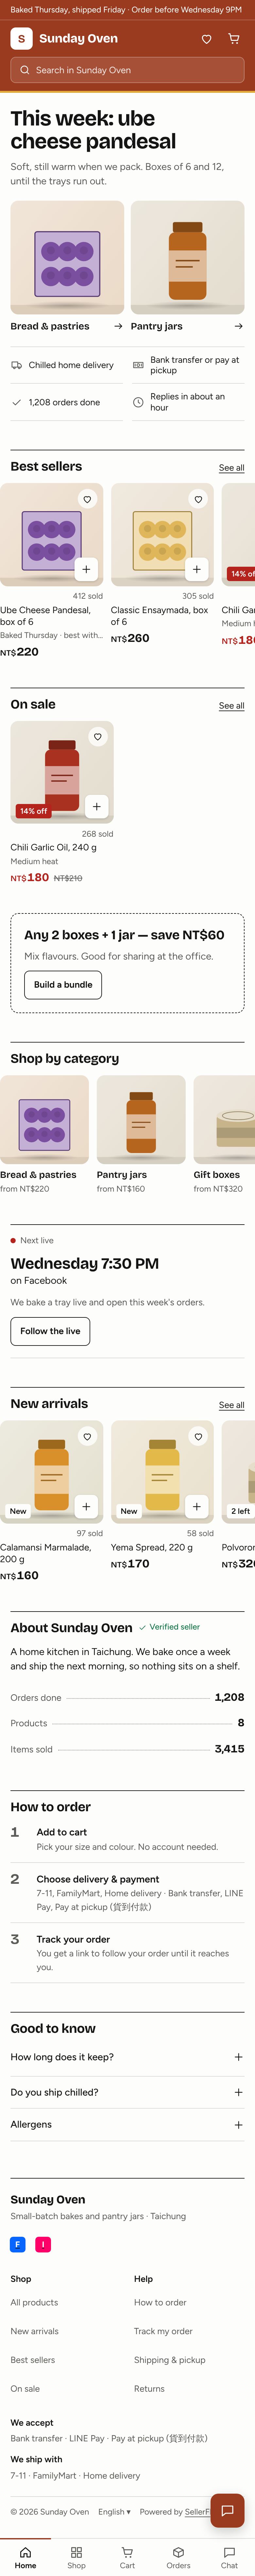 Baked Thursday, shipped Friday · Order before Wednesday 9PM
S
Sunday Oven
Search in Sunday Oven
This week: ube
cheese pandesal
Soft, still warm when we pack. Boxes of 6 and 12,
until the trays run out.
Bread & pastries
Pantry jars
Chilled home delivery
Bank transfer or pay at
pickup
1,208 orders done
Replies in about an
hour
Best sellers
See all
14% of
412 sold
305 sold
Ube Cheese Pandesal,
box of 6
Classic Ensaymada, box
of 6
Chili Gar
Baked Thursday · best with...
Medium h
NT$220
NT$260
NT$180
On sale
See all
14% off
268 sold
Chili Garlic Oil, 240 g
Medium heat
NT$180 NT$210
Any 2 boxes + 1 jar — save NT$60
Mix flavours. Good for sharing at the office.
Build a bundle
Shop by category
Bread & pastries
Pantry jars
Gift boxes
from NT$220
from NT$160
from NT$320
Next live
Wednesday 7:30 PM
on Facebook
We bake a tray live and open this week's orders.
Follow the live
New arrivals
See all
New
New
2 left
97 sold
58 sold
Calamansi Marmalade,
200 g
Yema Spread, 220 g
Polvoron
NT$160
NT$170
NT$320
About Sunday Oven
Verified seller
A home kitchen in Taichung. We bake once a week
and ship the next morning, so nothing sits on a shelf.
Orders done 1,208
Products 8
Items sold 3,415
How to order
1 Add to cart
Pick your size and colour. No account needed.
2 Choose delivery & payment
7-11, FamilyMart, Home delivery · Bank transfer, LINE
Pay, Pay at pickup (貨到付款)
3 Track your order
You get a link to follow your order until it reaches
you.
Good to know
How long does it keep?
Do you ship chilled?
Allergens
Sunday Oven
Small-batch bakes and pantry jars · Taichung
F
I
Shop
Help
All products
How to order
New arrivals
Track my order
Best sellers
Shipping & pickup
On sale
Returns
We accept
Bank transfer · LINE Pay · Pay at pickup (貨到付款)
We ship with
7-11 · FamilyMart · Home delivery
© 2026 Sunday Oven
English ▾
Powered by SellerF
Home
Shop
Cart
Orders
Chat